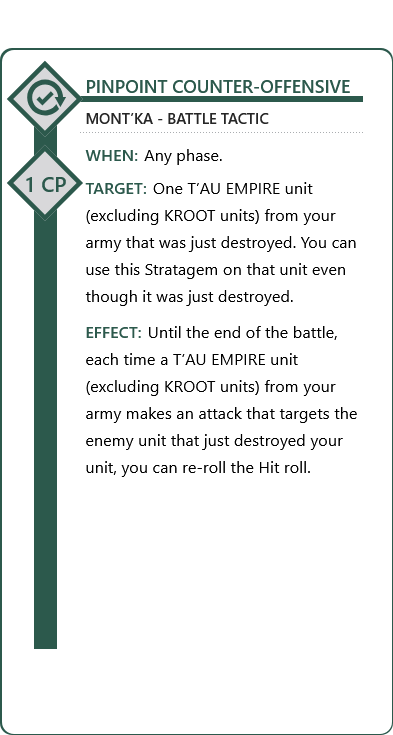 PINPOINT COUNTER-OFFENSIVE
MONT’KA - BATTLE TACTIC
1 CP
WHEN: Any phase.
TARGET: One T’AU EMPIRE unit
(excluding KROOT units) from your
army that was just destroyed. You can
use this Stratagem on that unit even
though it was just destroyed.
EFFECT: Until the end of the battle,
each time a T’AU EMPIRE unit
(excluding KROOT units) from your
army makes an attack that targets the
enemy unit that just destroyed your
unit, you can re-roll the Hit roll.